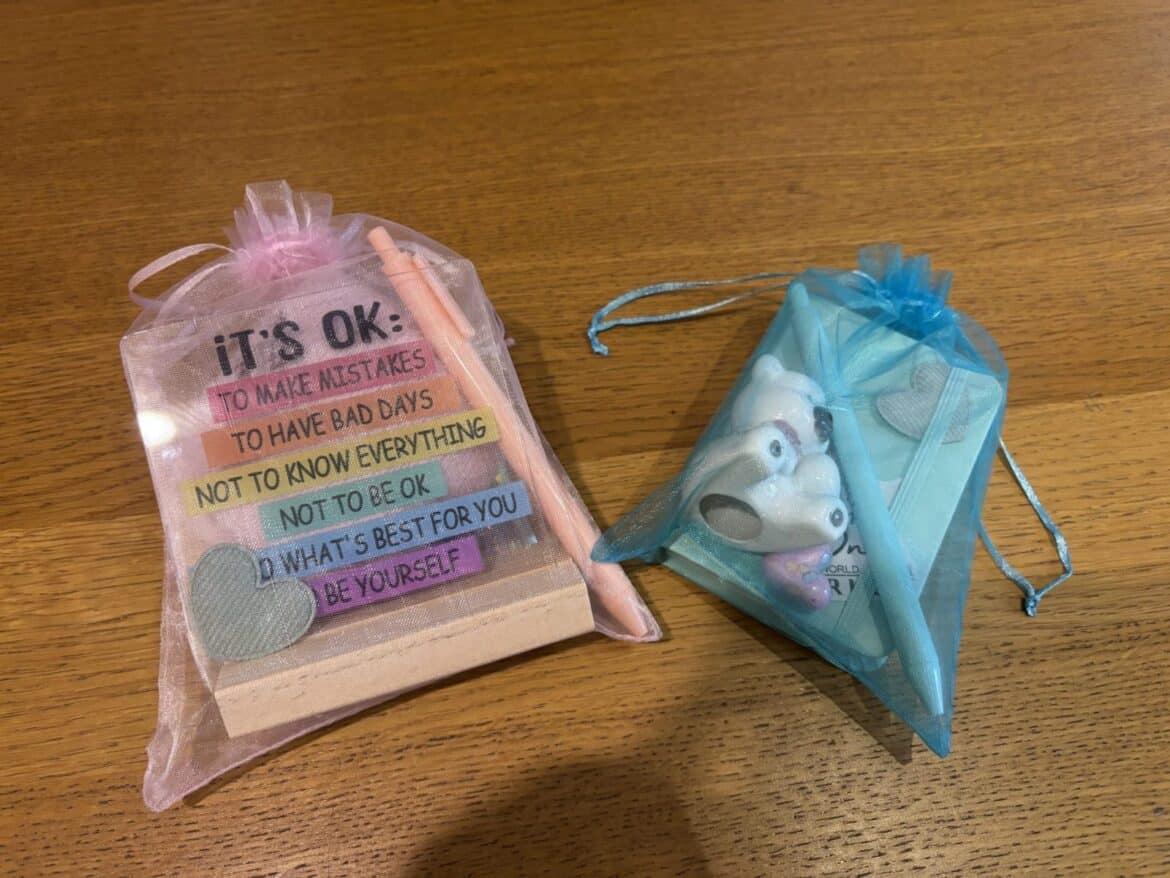 iT'S OK:
TO MAKE MISTAKES
TO HAVE BAD DAYS
NOT TO KNOW EVERYTHING
NOT TO BE OK
WHAT'S BEST FOR YOU
BE YOURSELF
WORLD